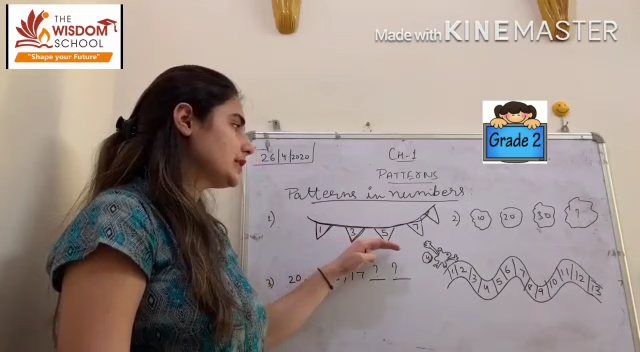 THE
WISDOM
SCHOOL
"Shape your Future"
Made with KINEMASTER
Grade 2
26/4/2020
CH-1
PATTERNS
Patterns in numbers:
1) 1 3 5 7
2) 10 20 30 ?
3) 20 17 ? ?
1 2 3 4 5 6 7 8 9 10 11 12 13